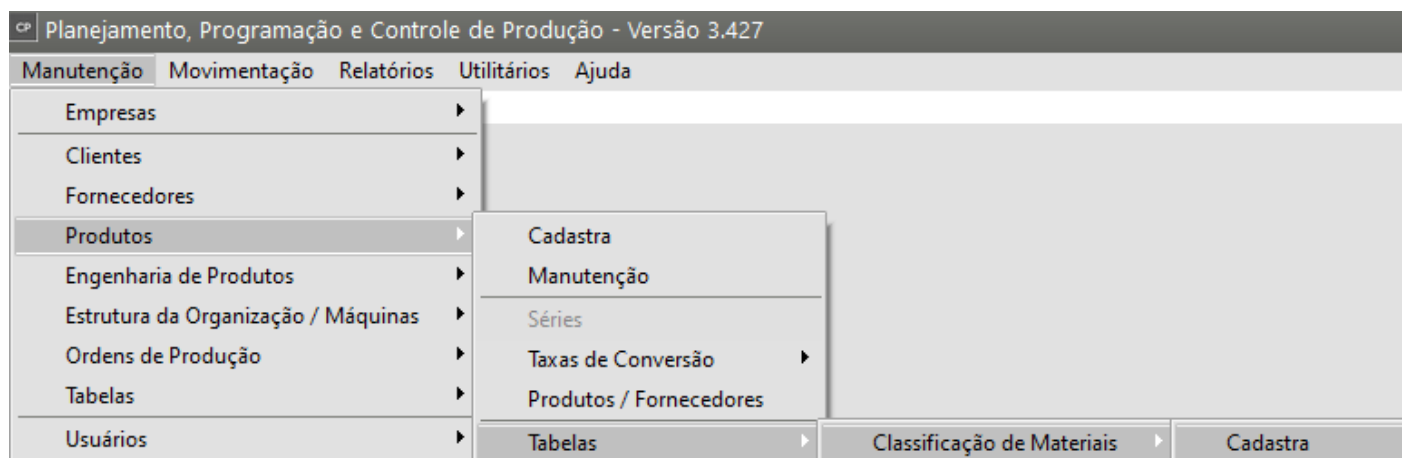 CP Planejamento, Programação e Controle de Produção - Versão 3.427
Manutenção Movimentação Relatórios Utilitários Ajuda
Empresas
Clientes
Fornecedores
Produtos
Engenharia de Produtos
Estrutura da Organização / Máquinas
Ordens de Produção
Tabelas
Usuários
Cadastra
Manutenção
Séries
Taxas de Conversão
Produtos / Fornecedores
Tabelas
Classificação de Materiais
Cadastra